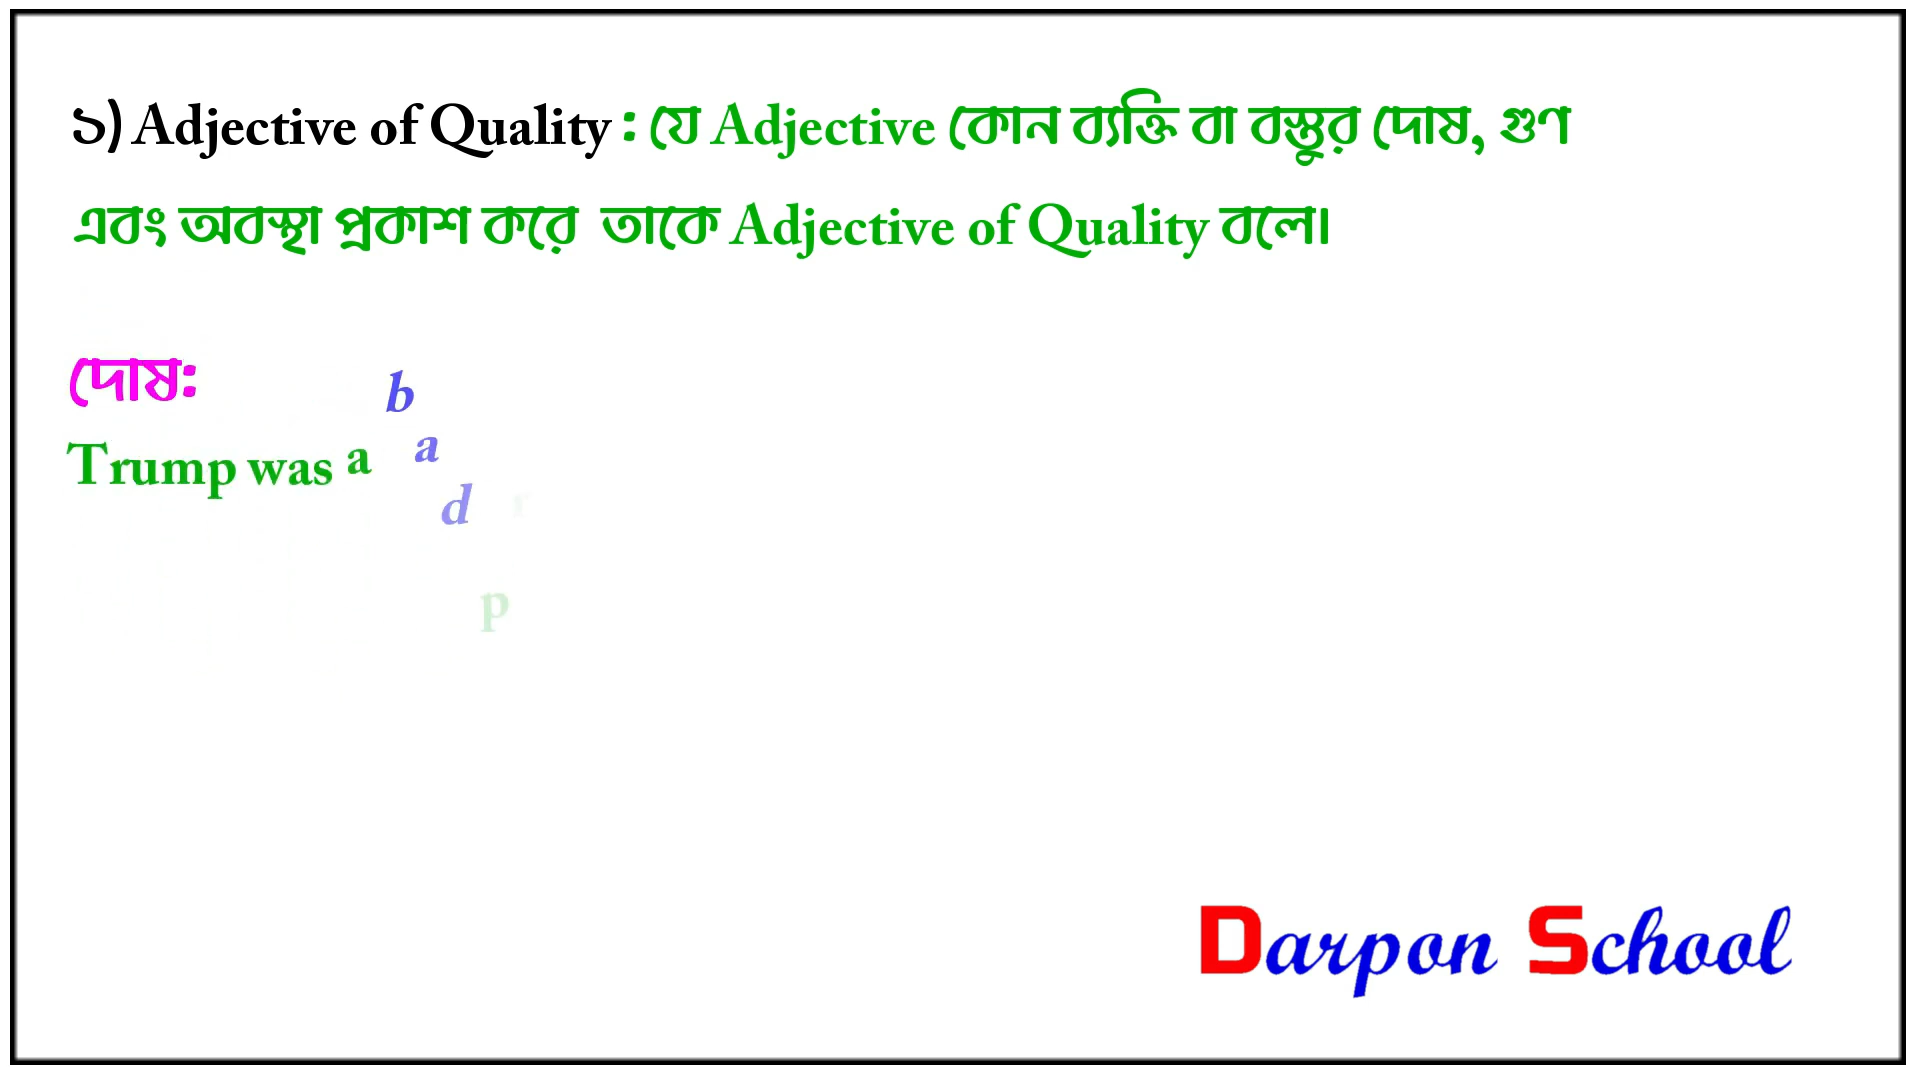 ১) Adjective of Quality : যে Adjective কোন ব্যক্তি বা বস্তুর দোষ, গুণ
এবং অবস্থা প্রকাশ করে তাকে Adjective of Quality বলে।
দোষ:
Trump was a bad p r
Darpon School